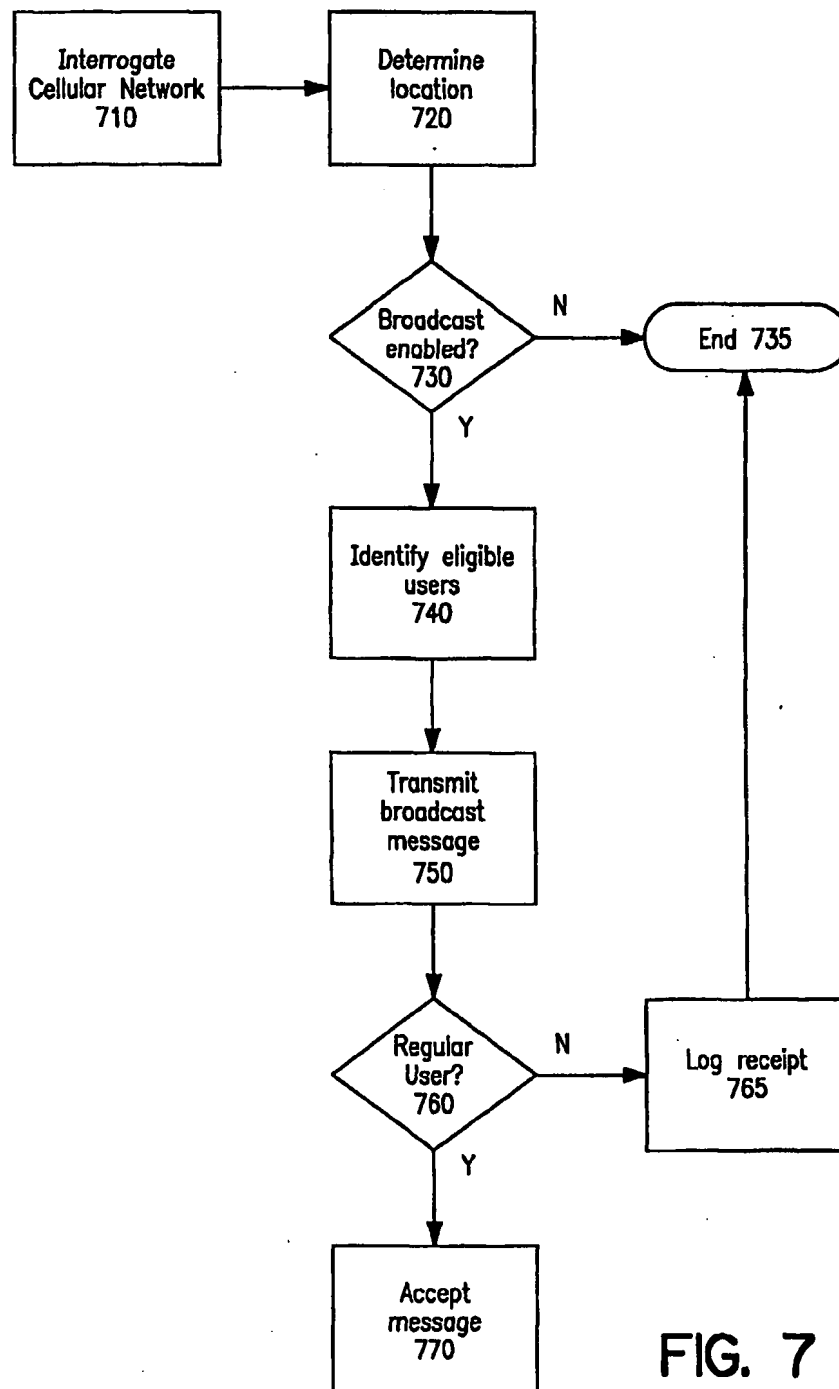 Interrogate
Cellular Network
710
Determine
location
720
Broadcast
enabled?
730
N
End 735
Y
Identify eligible
users
740
Transmit
broadcast
message
750
Regular
User?
760
N
Log receipt
765
Y
Accept
message
770
FIG. 7